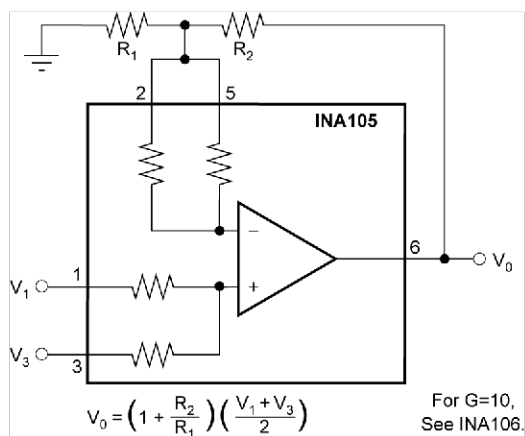 R₁ R₂
2 5
INA105
−
6
V₀
V₁ 1
+
V₃ 3
V₀ = (1 + R₂/R₁) (V₁ + V₃/2)
For G=10,
See INA106.